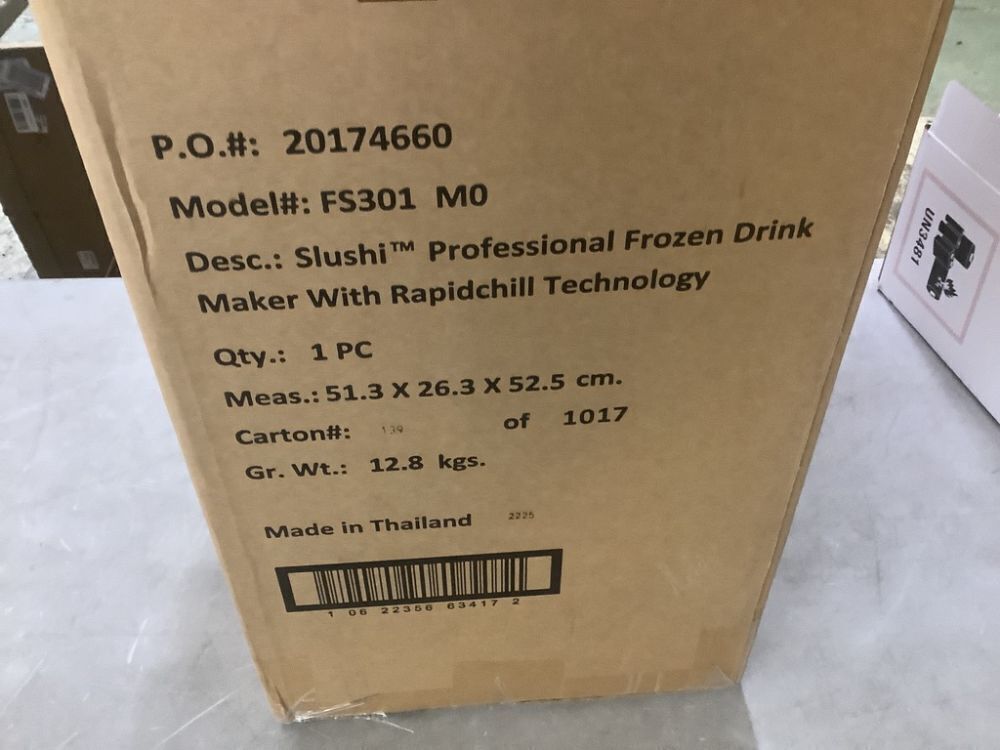 P.O.#: 20174660
Model#: FS301 M0
Desc.: Slushi™ Professional Frozen Drink
Maker With Rapidchill Technology
Qty.: 1 PC
Meas.: 51.3 X 26.3 X 52.5 cm.
Carton#: 139 of 1017
Gr. Wt.: 12.8 kgs.
Made in Thailand 2225
1 06 22356 63417 2
UN3481